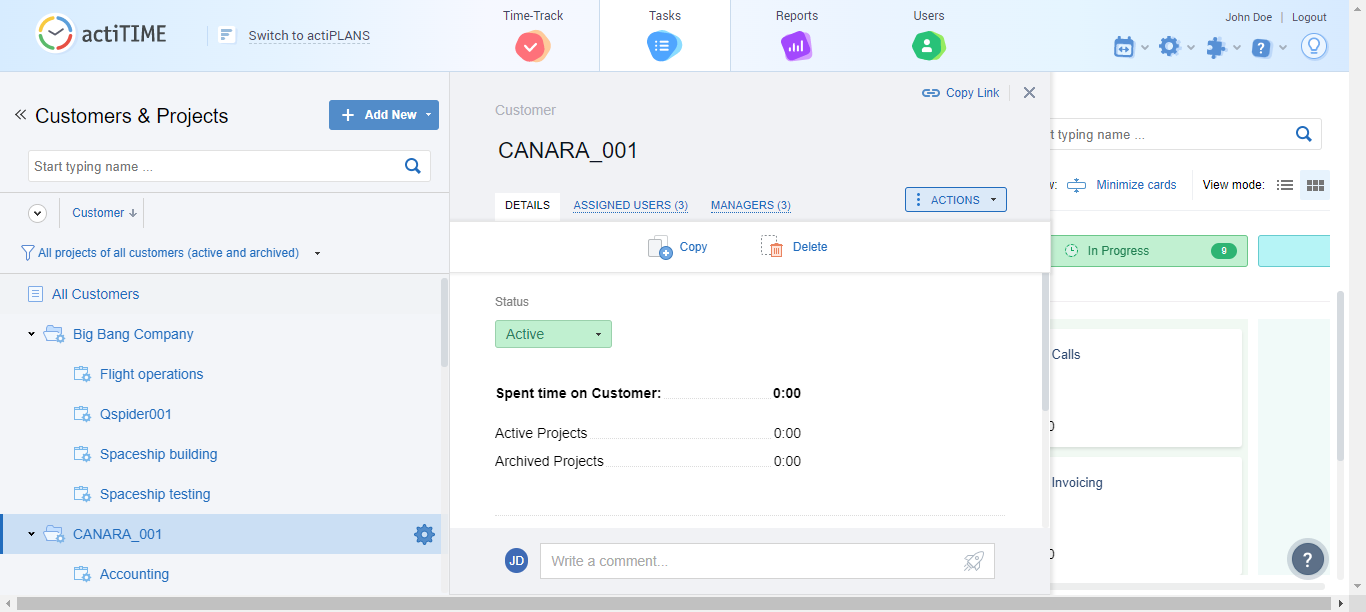 actiTIME
Switch to actiPLANS
Time-Track
Tasks
Reports
Users
John Doe | Logout
?
Customers & Projects
+ Add New
Start typing name ...
Customer
All projects of all customers (active and archived)
All Customers
Big Bang Company
Flight operations
Qspider001
Spaceship building
Spaceship testing
CANARA_001
Accounting
Copy Link
Customer
CANARA_001
DETAILS
ASSIGNED USERS (3)
MANAGERS (3)
ACTIONS
Copy
Delete
Status
Active
Spent time on Customer: 0:00
Active Projects 0:00
Archived Projects 0:00
JD
Write a comment...
t typing name ...
w:
Minimize cards
View mode:
In Progress
9
Calls
0
Invoicing
0
?